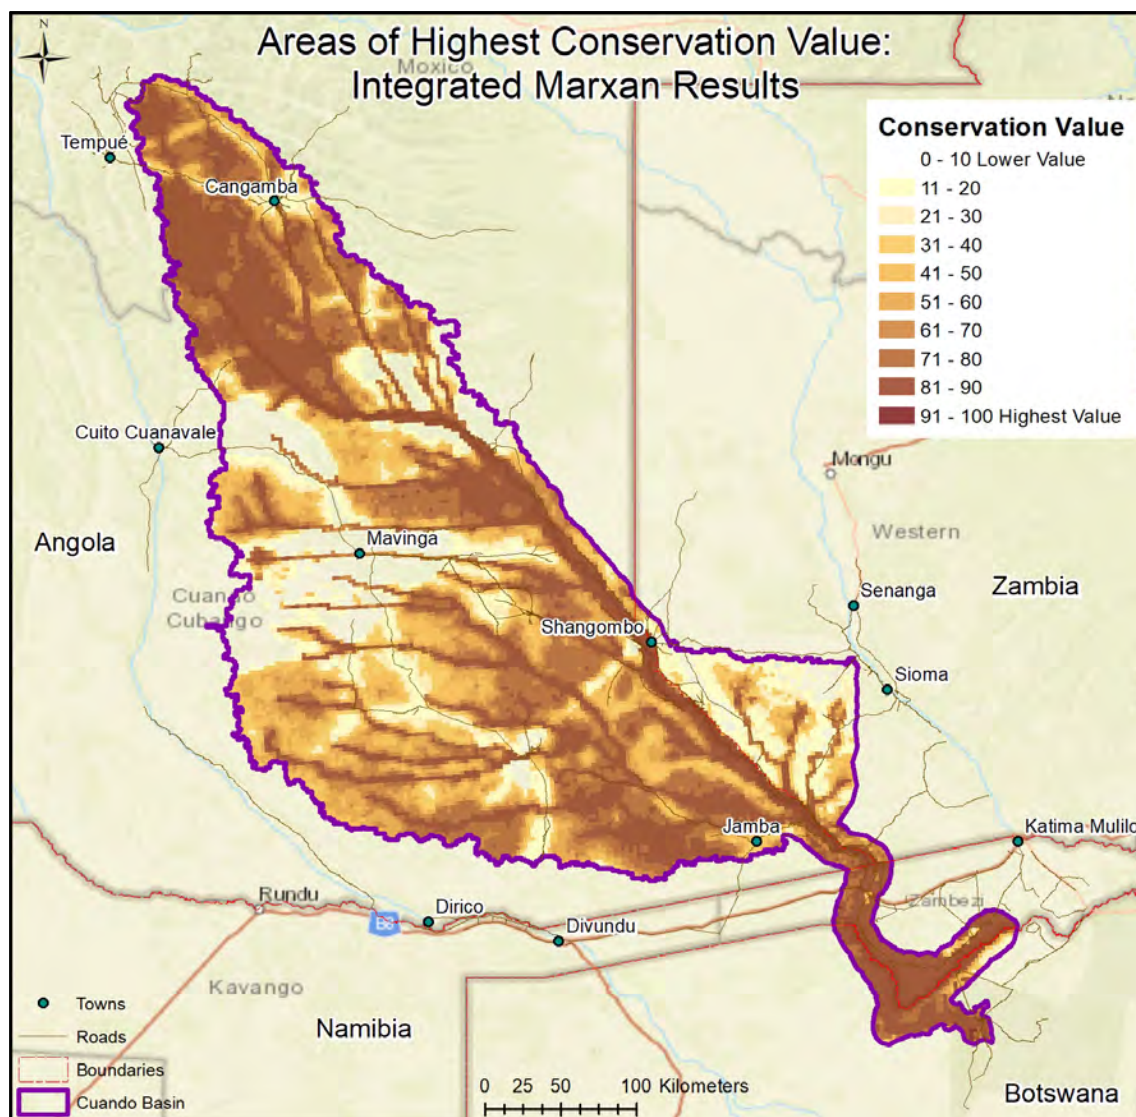 N
Areas of Highest Conservation Value:
Integrated Marxan Results
Moxico
Conservation Value
0 - 10 Lower Value
11 - 20
21 - 30
31 - 40
41 - 50
51 - 60
61 - 70
71 - 80
81 - 90
91 - 100 Highest Value
Tempué
Cangamba
Cuito Cuanavale
Mongu
Angola
Mavinga
Western
Cuando
Cubango
Zambia
Senanga
Shangombo
Sioma
Jamba
Katima Mulilo
Rundu
Zambezi
Dirico
B8
Divundu
Kavango
Namibia
Botswana
Towns
Roads
Boundaries
Cuando Basin
0 25 50 100 Kilometers